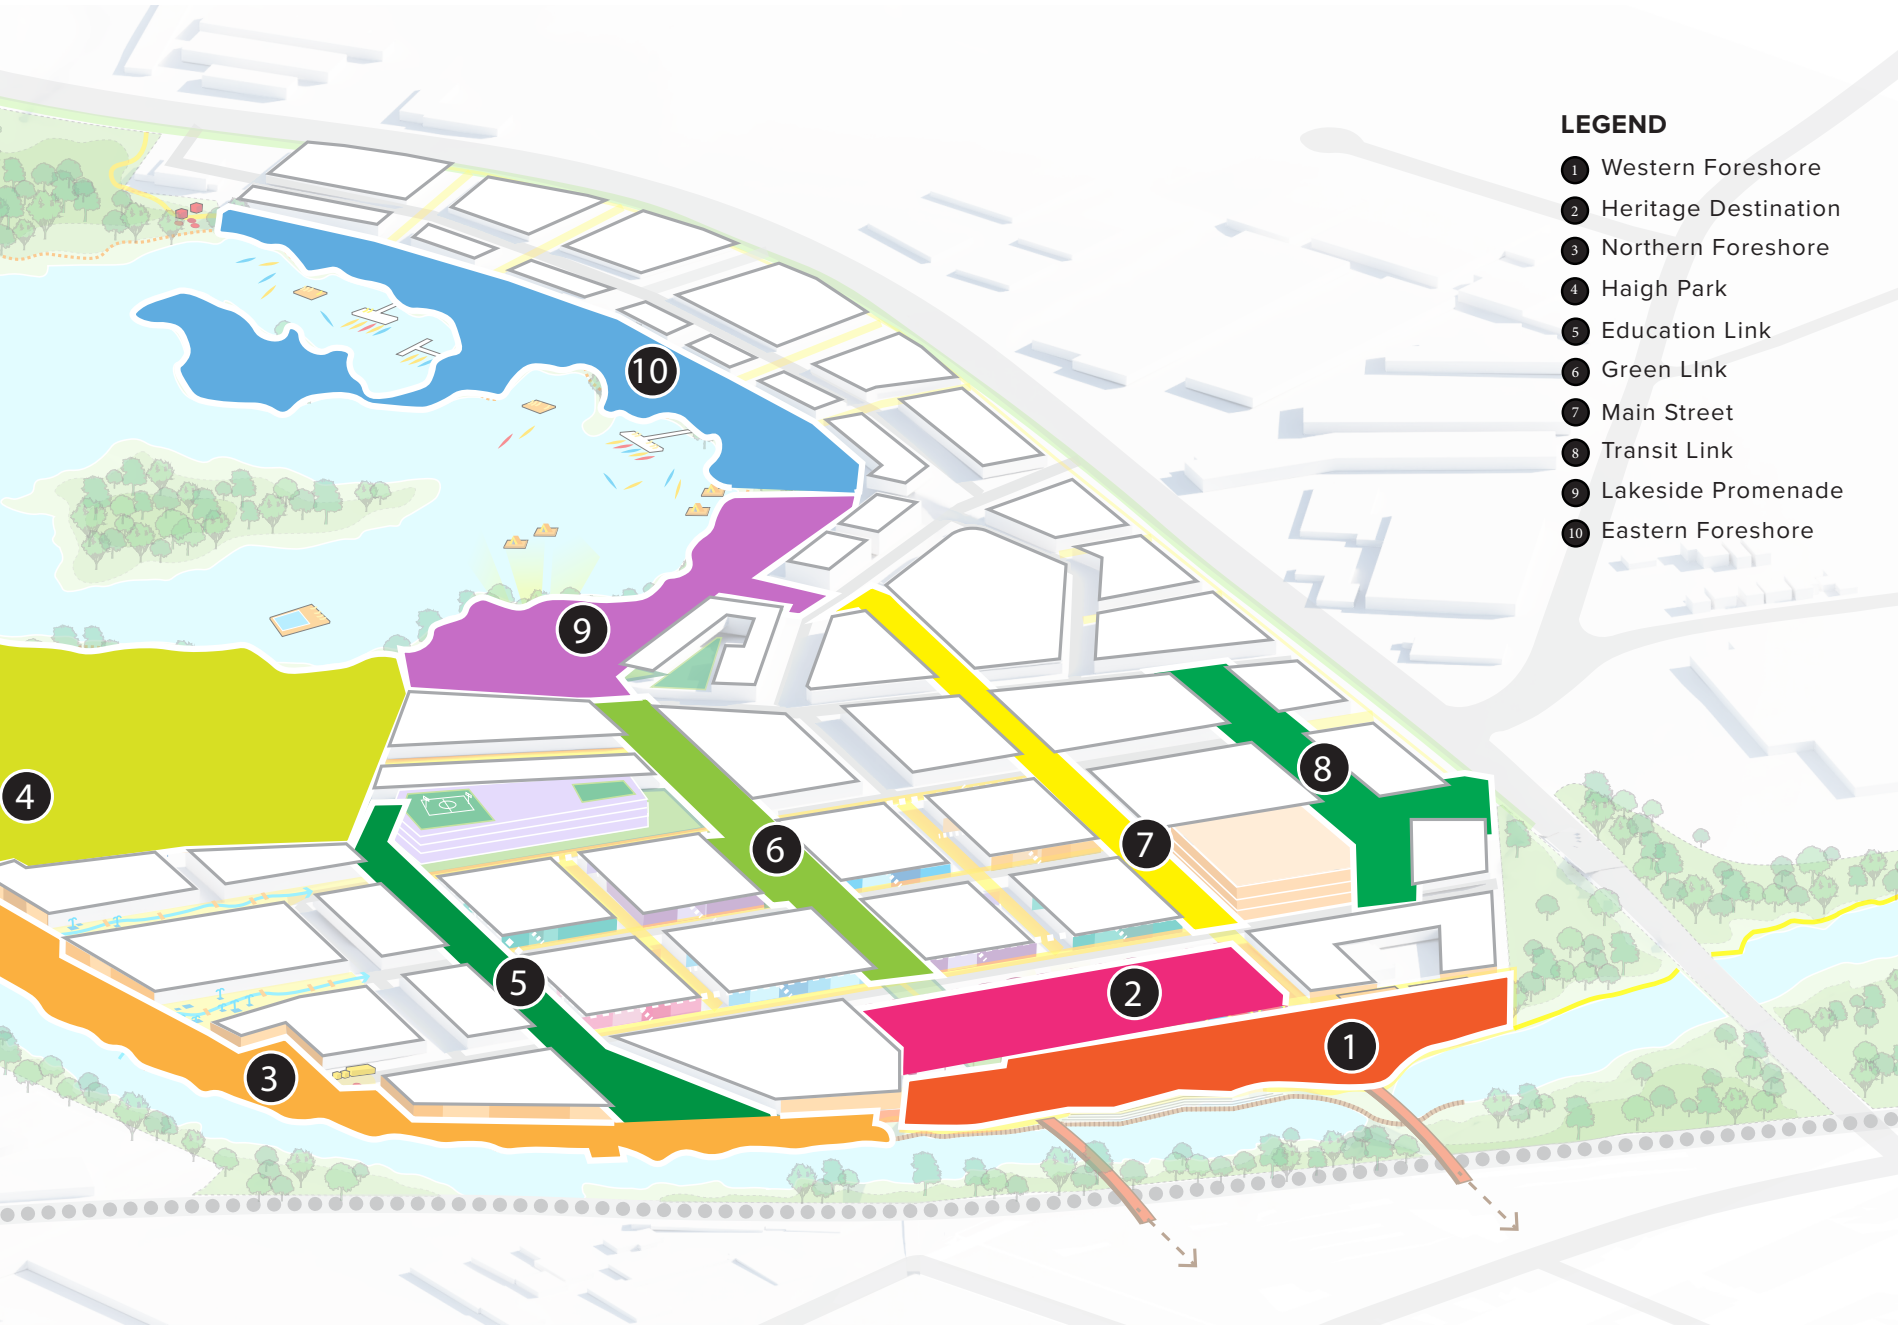 LEGEND
1 Western Foreshore
2 Heritage Destination
3 Northern Foreshore
4 Haigh Park
5 Education Link
6 Green LInk
7 Main Street
8 Transit Link
9 Lakeside Promenade
10 Eastern Foreshore
10
9
4
8
6
7
5
2
1
3